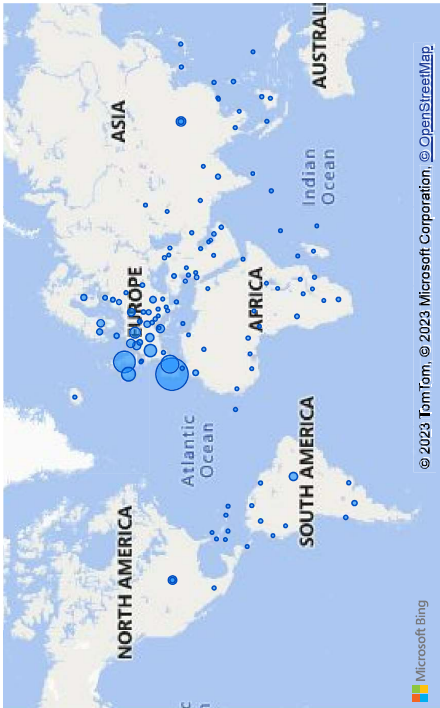 NORTH AMERICA
Atlantic
Ocean
SOUTH AMERICA
EUROPE
AFRICA
ASIA
Indian
Ocean
AUSTRALI
c
n
Microsoft Bing
© 2023 TomTom, © 2023 Microsoft Corporation, © OpenStreetMap